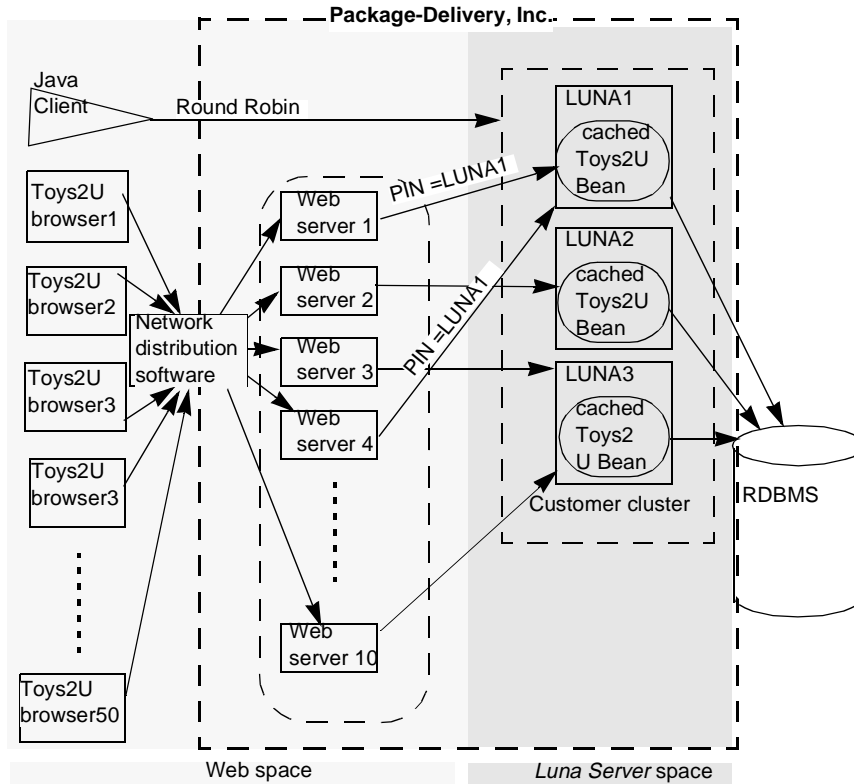 Package-Delivery, Inc.
Java
Client
Round Robin
LUNA1
cached
Toys2U
Bean
PIN =LUNA1
Toys2U
browser1
Web
server 1
LUNA2
cached
Toys2U
Bean
Toys2U
browser2
Web
server 2
PIN =LUNA1
Network
distribution
software
Web
server 3
LUNA3
cached
Toys2
U Bean
Toys2U
browser3
Web
server 4
Toys2U
browser3
Customer cluster
RDBMS
Web
server 10
Toys2U
browser50
Web space
Luna Server space